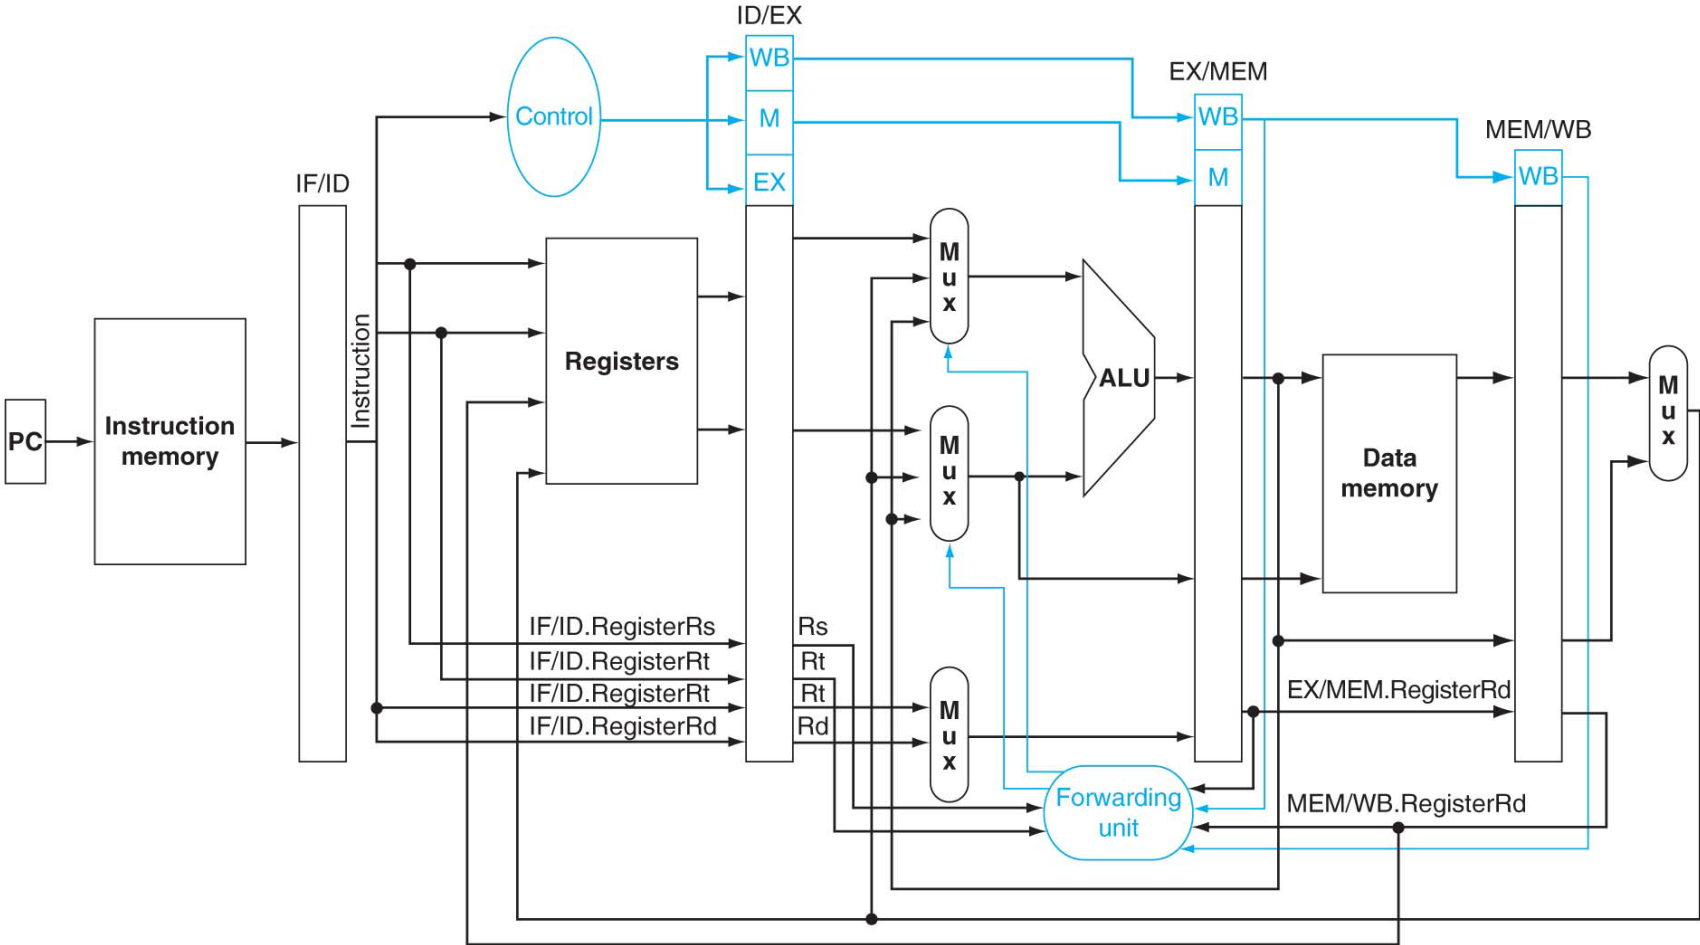 ID/EX
WB
EX/MEM
Control
M
WB
MEM/WB
IF/ID
EX
M
WB
M
u
x
Instruction
Registers
PC
Instruction
memory
ALU
M
u
x
M
u
x
Data
memory
IF/ID.RegisterRs
Rs
IF/ID.RegisterRt
Rt
IF/ID.RegisterRt
Rt
IF/ID.RegisterRd
Rd
M
u
x
EX/MEM.RegisterRd
Forwarding
unit
MEM/WB.RegisterRd